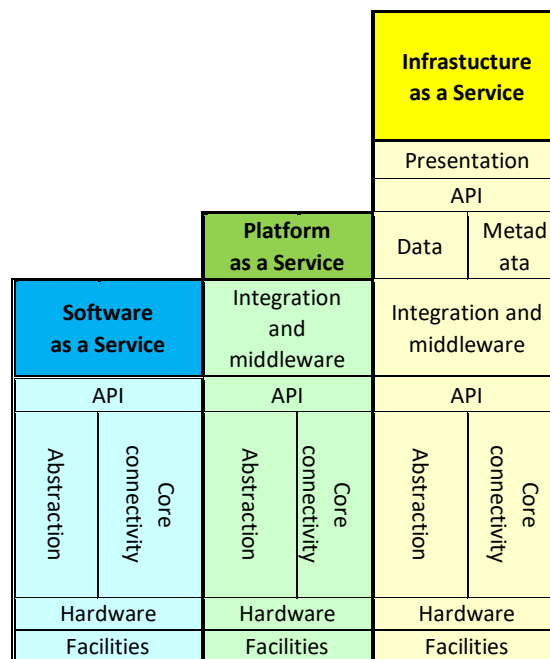 Infrastucture
as a Service
Presentation
API
Platform
as a Service
Data
Metad
ata
Software
as a Service
Integration
and
middleware
Integration and
middleware
API
API
API
Abstraction
Core
connectivity
Abstraction
Core
connectivity
Abstraction
Core
connectivity
Hardware
Hardware
Hardware
Facilities
Facilities
Facilities